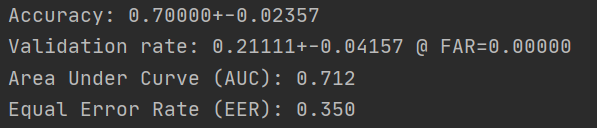 Accuracy: 0.70000+-0.02357
Validation rate: 0.21111+-0.04157 @ FAR=0.00000
Area Under Curve (AUC): 0.712
Equal Error Rate (EER): 0.350